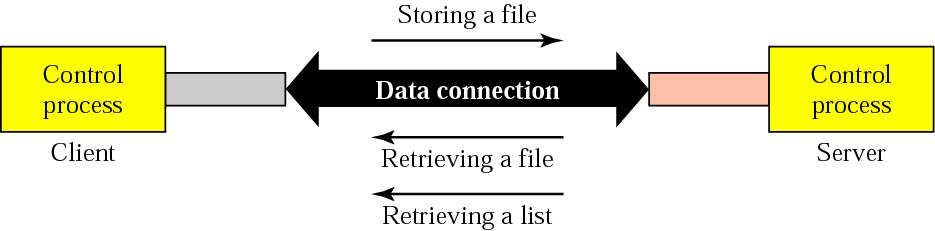 Storing a file
Control
process
Client
Data connection
Control
process
Server
Retrieving a file
Retrieving a list